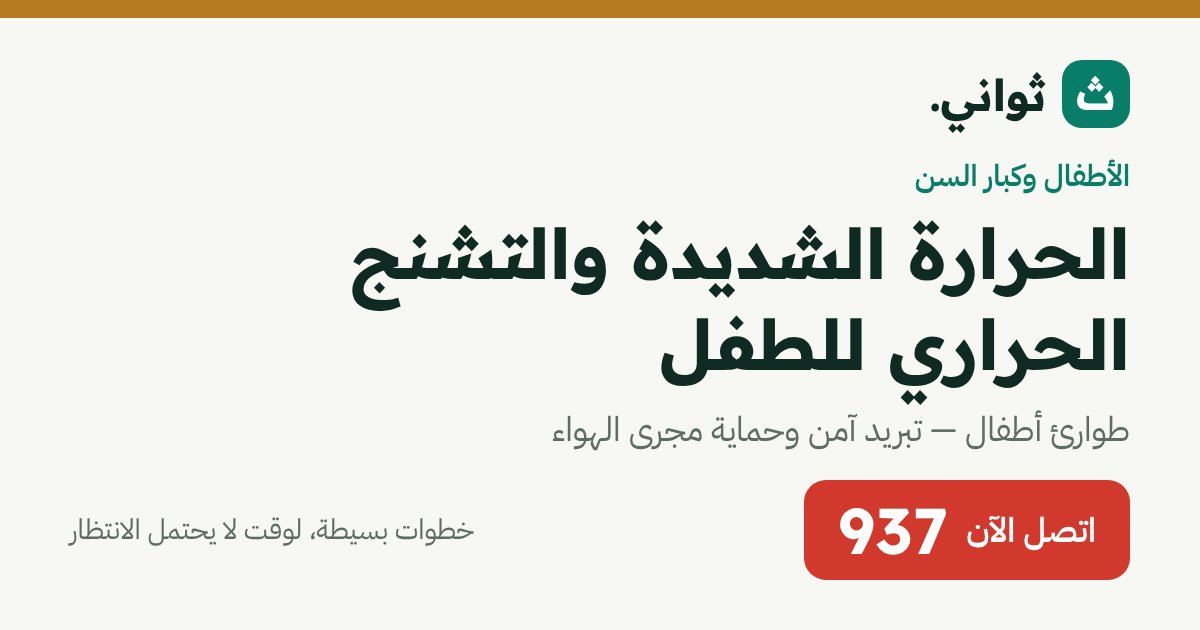 ث ثواني.
الأطفال وكبار السن
الحرارة الشديدة والتشنج
الحراري للطفل
طوارئ أطفال — تبريد آمن وحماية مجرى الهواء
اتصل الآن 937
خطوات بسيطة، لوقت لا يحتمل الانتظار